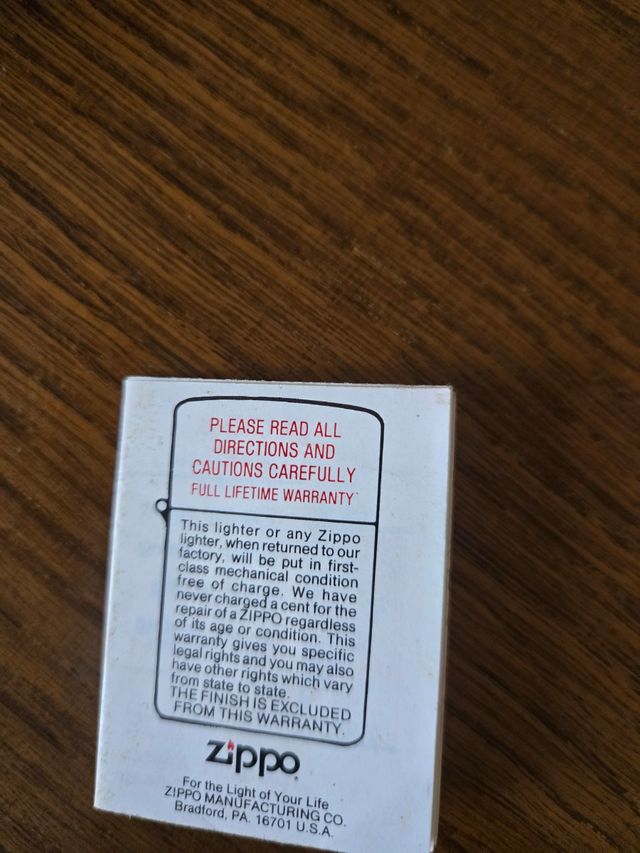 PLEASE READ ALL
DIRECTIONS AND
CAUTIONS CAREFULLY
FULL LIFETIME WARRANTY
This lighter or any Zippo
lighter, when returned to our
factory, will be put in first-
class mechanical condition
free of charge. We have
never charged a cent for the
repair of a ZIPPO regardless
of its age or condition. This
warranty gives you specific
legal rights and you may also
have other rights which vary
from state to state.
THE FINISH IS EXCLUDED
FROM THIS WARRANTY.
Zippo
For the Light of Your Life
ZIPPO MANUFACTURING CO.
Bradford, PA. 16701 U.S.A.